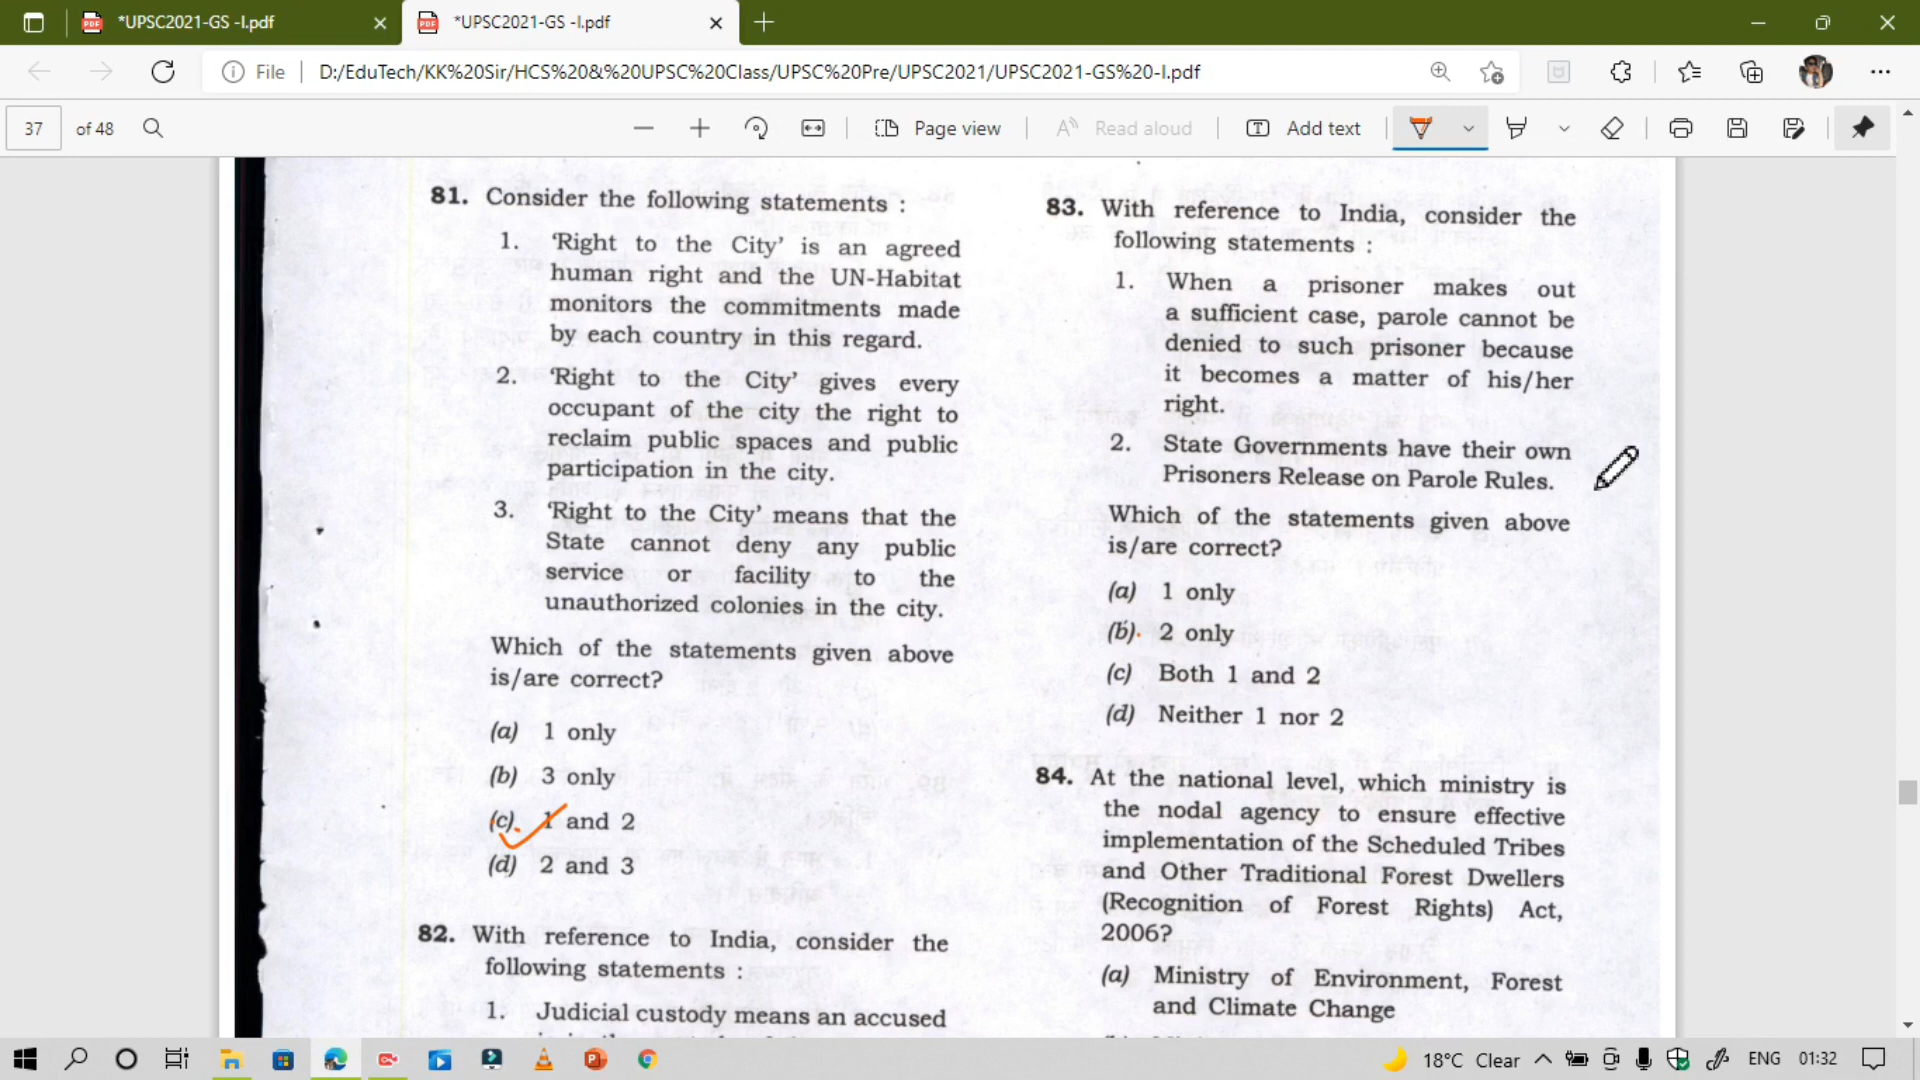 *UPSC2021-GS -I.pdf
*UPSC2021-GS -I.pdf
File
D:/EduTech/KK%20Sir/HCS%20&%20UPSC%20Class/UPSC%20Pre/UPSC2021/UPSC2021-GS%20-I.pdf
37 of 48
Page view
Read aloud
Add text
81. Consider the following statements :
1. 'Right to the City' is an agreed
human right and the UN-Habitat
monitors the commitments made
by each country in this regard.
2. 'Right to the City' gives every
occupant of the city the right to
reclaim public spaces and public
participation in the city.
3. 'Right to the City' means that the
State cannot deny any public
service or facility to the
unauthorized colonies in the city.
Which of the statements given above
is/are correct?
(a) 1 only
(b) 3 only
(c) 1 and 2
(d) 2 and 3
82. With reference to India, consider the
following statements :
1. Judicial custody means an accused
83. With reference to India, consider the
following statements :
1. When a prisoner makes out
a sufficient case, parole cannot be
denied to such prisoner because
it becomes a matter of his/her
right.
2. State Governments have their own
Prisoners Release on Parole Rules.
Which of the statements given above
is/are correct?
(a) 1 only
(b) 2 only
(c) Both 1 and 2
(d) Neither 1 nor 2
84. At the national level, which ministry is
the nodal agency to ensure effective
implementation of the Scheduled Tribes
and Other Traditional Forest Dwellers
(Recognition of Forest Rights) Act,
2006?
(a) Ministry of Environment, Forest
and Climate Change
18°C Clear
ENG
01:32